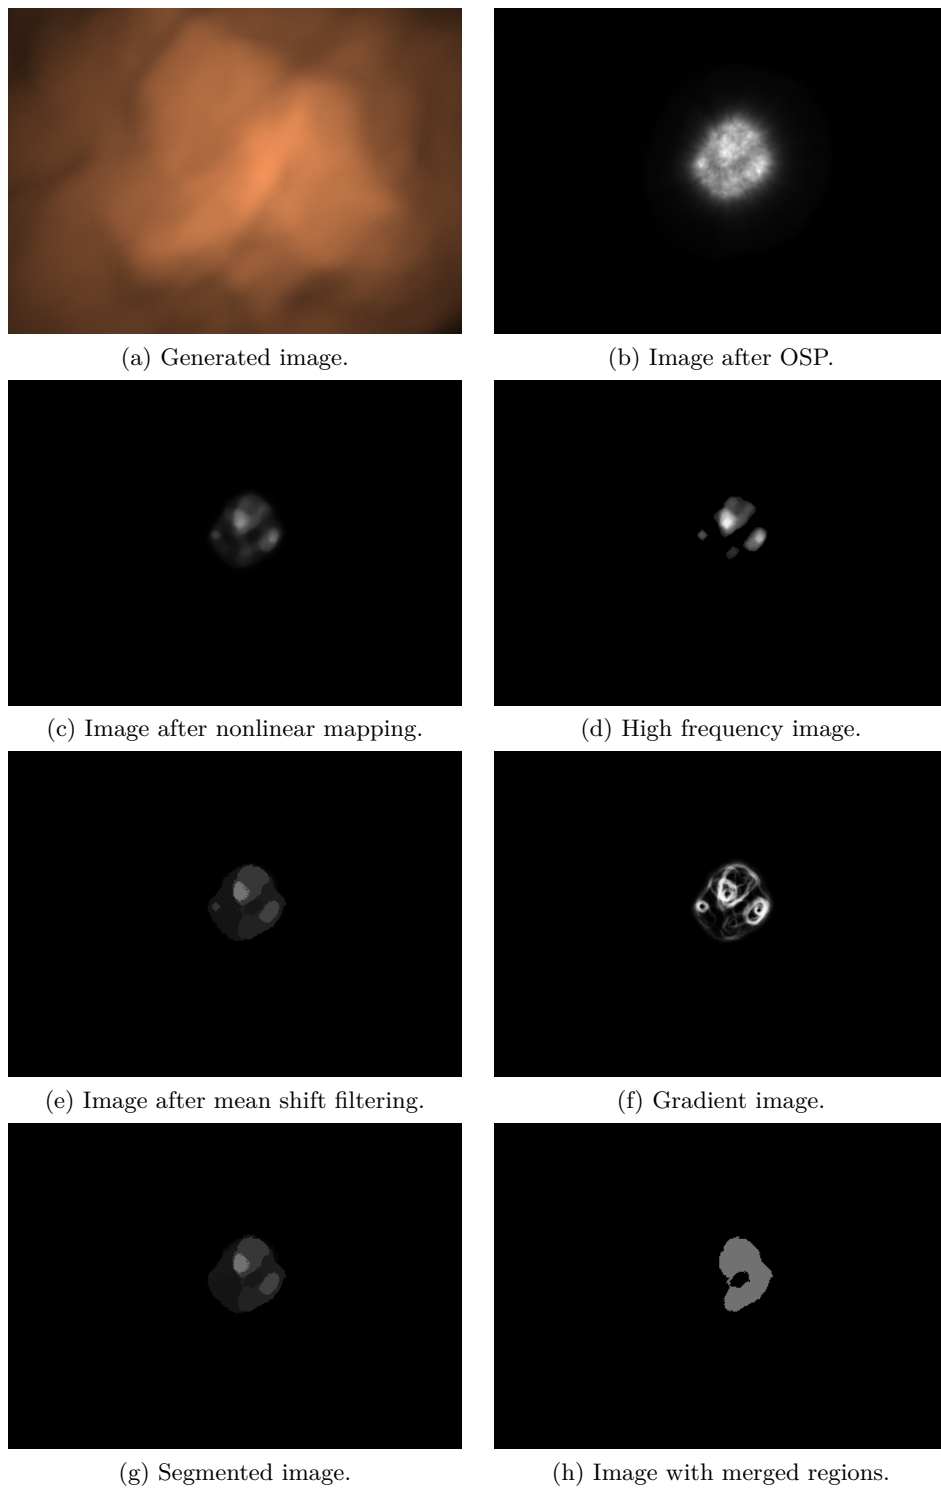 (a) Generated image.
(b) Image after OSP.
(c) Image after nonlinear mapping.
(d) High frequency image.
(e) Image after mean shift filtering.
(f) Gradient image.
(g) Segmented image.
(h) Image with merged regions.